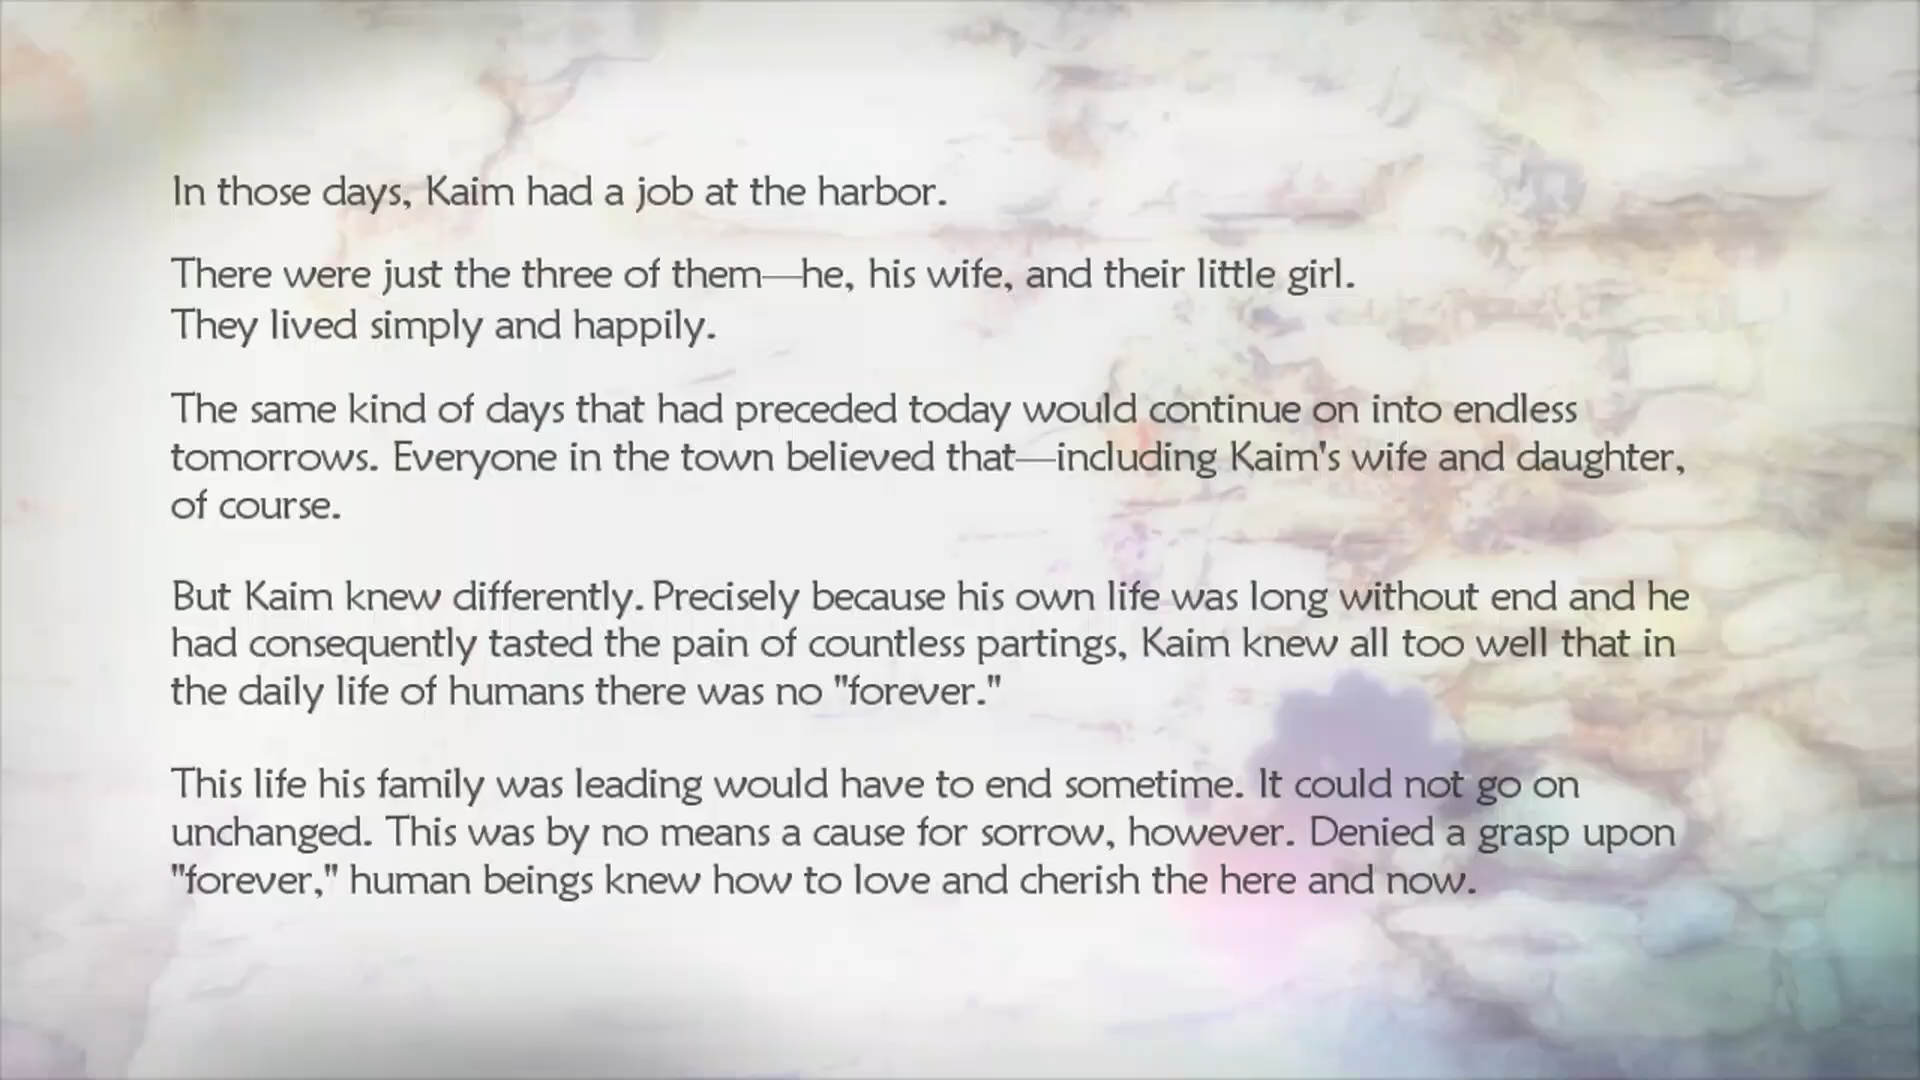 In those days, Kaim had a job at the harbor.
There were just the three of them—he, his wife, and their little girl.
They lived simply and happily.
The same kind of days that had preceded today would continue on into endless
tomorrows. Everyone in the town believed that—including Kaim's wife and daughter,
of course.
But Kaim knew differently. Precisely because his own life was long without end and he
had consequently tasted the pain of countless partings, Kaim knew all too well that in
the daily life of humans there was no "forever."
This life his family was leading would have to end sometime. It could not go on
unchanged. This was by no means a cause for sorrow, however. Denied a grasp upon
"forever," human beings knew how to love and cherish the here and now.